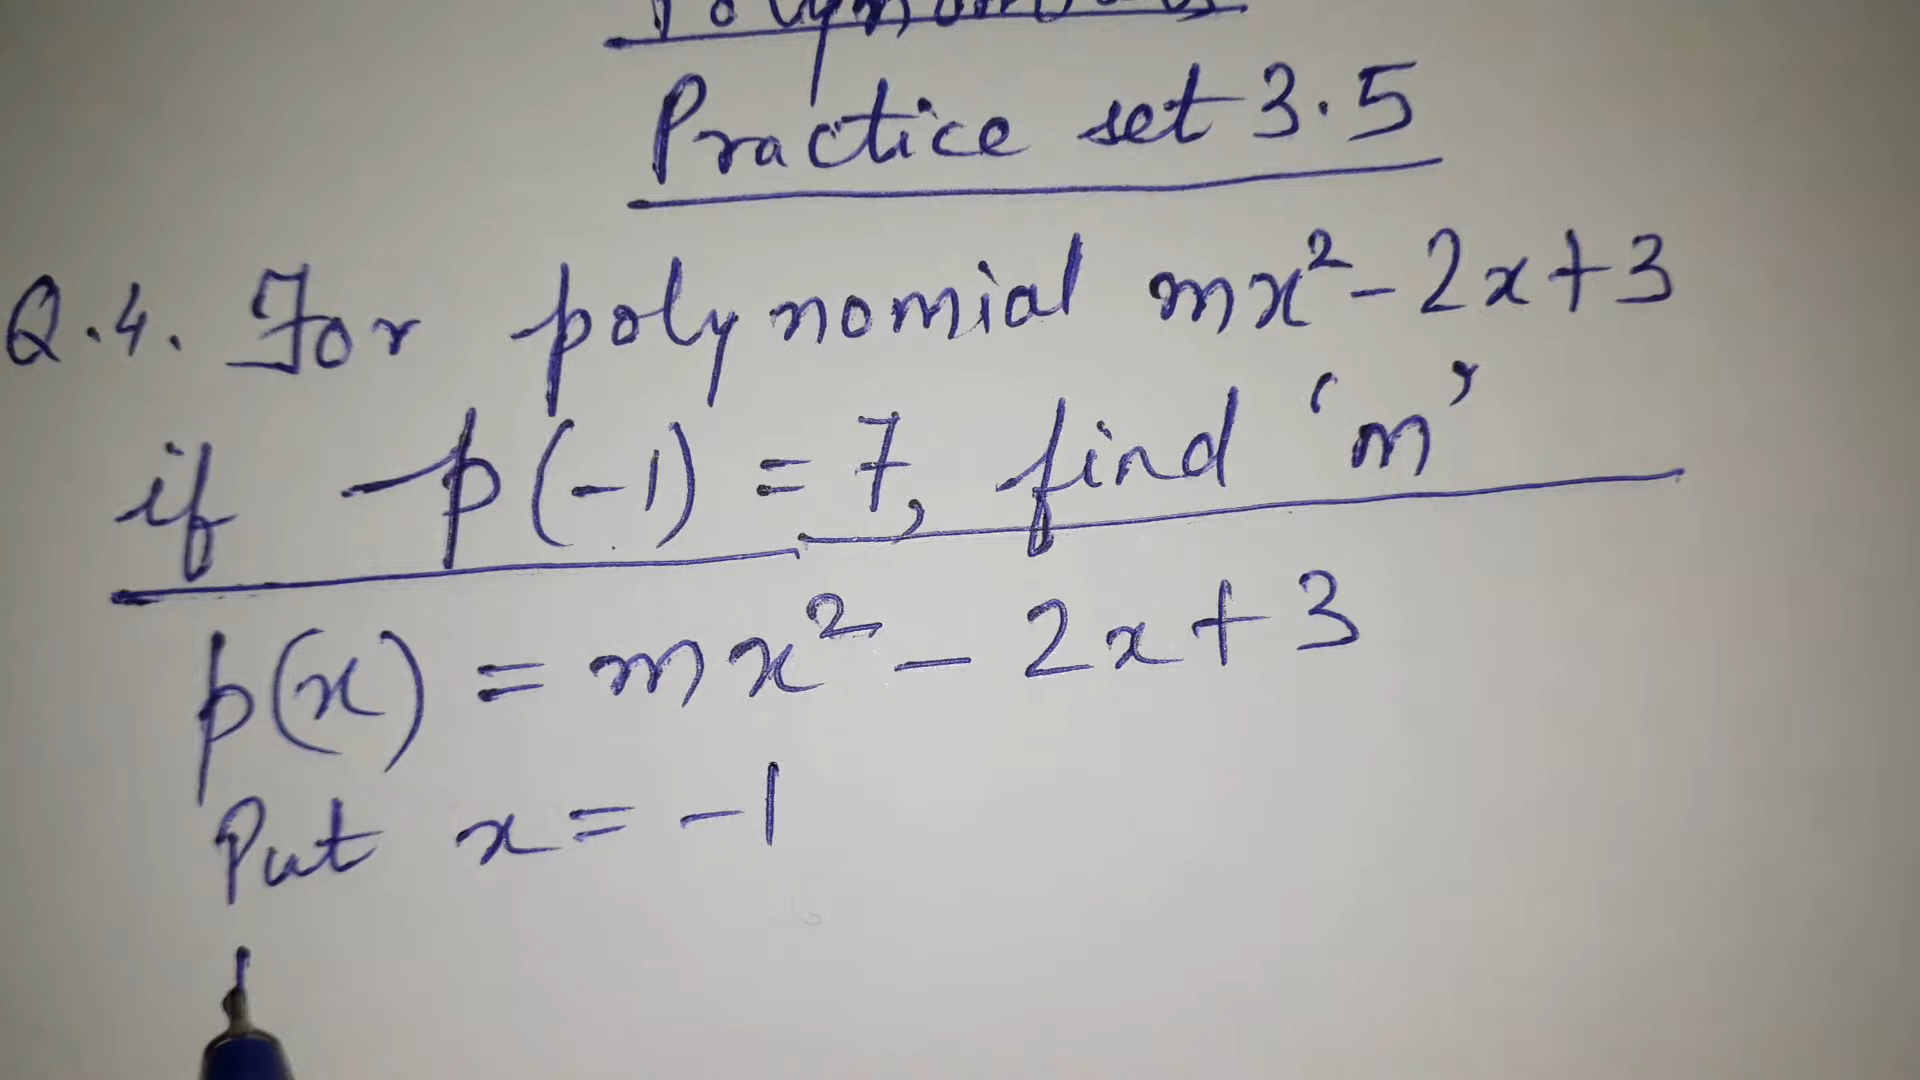 Practice set 3.5
Q.4. For polynomial mx² - 2x + 3
if p(-1) = 7, find 'm'
p(x) = mx² - 2x + 3
Put x = -1